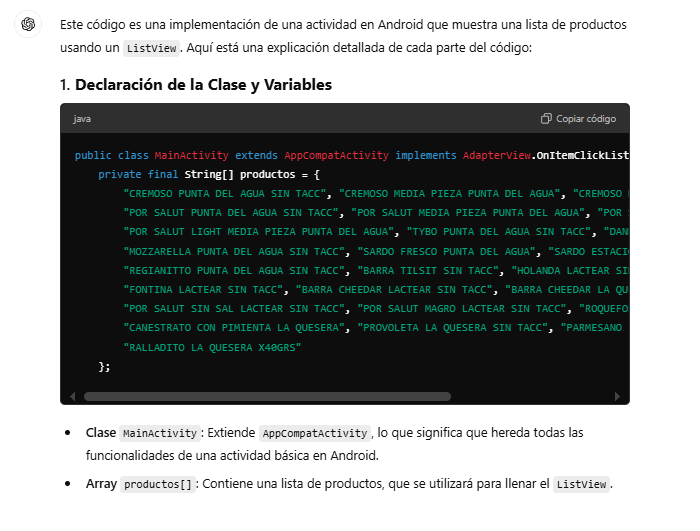 Este código es una implementación de una actividad en Android que muestra una lista de productos
usando un ListView. Aquí está una explicación detallada de cada parte del código:
1. Declaración de la Clase y Variables
java
Copiar código
public class MainActivity extends AppCompatActivity implements AdapterView.OnItemClickList
private final String[] productos = {
"CREMOSO PUNTA DEL AGUA SIN TACC", "CREMOSO MEDIA PIEZA PUNTA DEL AGUA", "CREMOSO
"POR SALUT PUNTA DEL AGUA SIN TACC", "POR SALUT MEDIA PIEZA PUNTA DEL AGUA", "POR
"POR SALUT LIGHT MEDIA PIEZA PUNTA DEL AGUA", "TYBO PUNTA DEL AGUA SIN TACC", "DAN
"MOZZARELLA PUNTA DEL AGUA SIN TACC", "SARDO FRESCO PUNTA DEL AGUA", "SARDO ESTACI
"REGIANITTO PUNTA DEL AGUA SIN TACC", "BARRA TILSIT SIN TACC", "HOLANDA LACTEAR SI
"FONTINA LACTEAR SIN TACC", "BARRA CHEEDAR LACTEAR SIN TACC", "BARRA CHEEDAR LA QU
"POR SALUT SIN SAL LACTEAR SIN TACC", "POR SALUT MAGRO LACTEAR SIN TACC", "ROQUEFO
"CANESTRATO CON PIMIENTA LA QUESERA", "PROVOLETA LA QUESERA SIN TACC", "PARMESANO
"RALLADITO LA QUESERA X40GRS"
};
• Clase MainActivity: Extiende AppCompatActivity, lo que significa que hereda todas las
funcionalidades de una actividad básica en Android.
• Array productos[]: Contiene una lista de productos, que se utilizará para llenar el ListView.